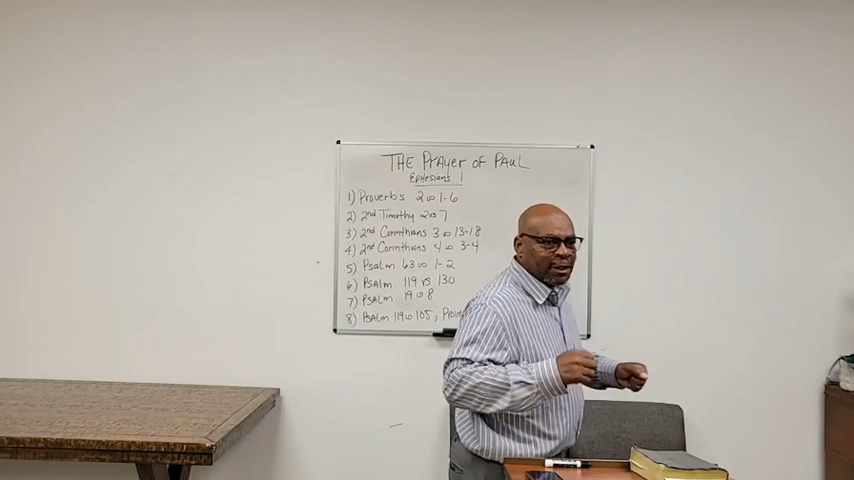 THE PRAyer oF PAUL
Ephesians 1
1) Proverbs 2 vs 1-6
2) 2nd Timothy 2 vs 7
3) 2nd Corinthians 3 vs 13-18
4) 2nd Corinthians 4 vs 3-4
5) Psalm 63 vs 1-2
6) Psalm 119 vs 130
7) Psalm 19 vs 8
8) Psalm 119 vs 105;